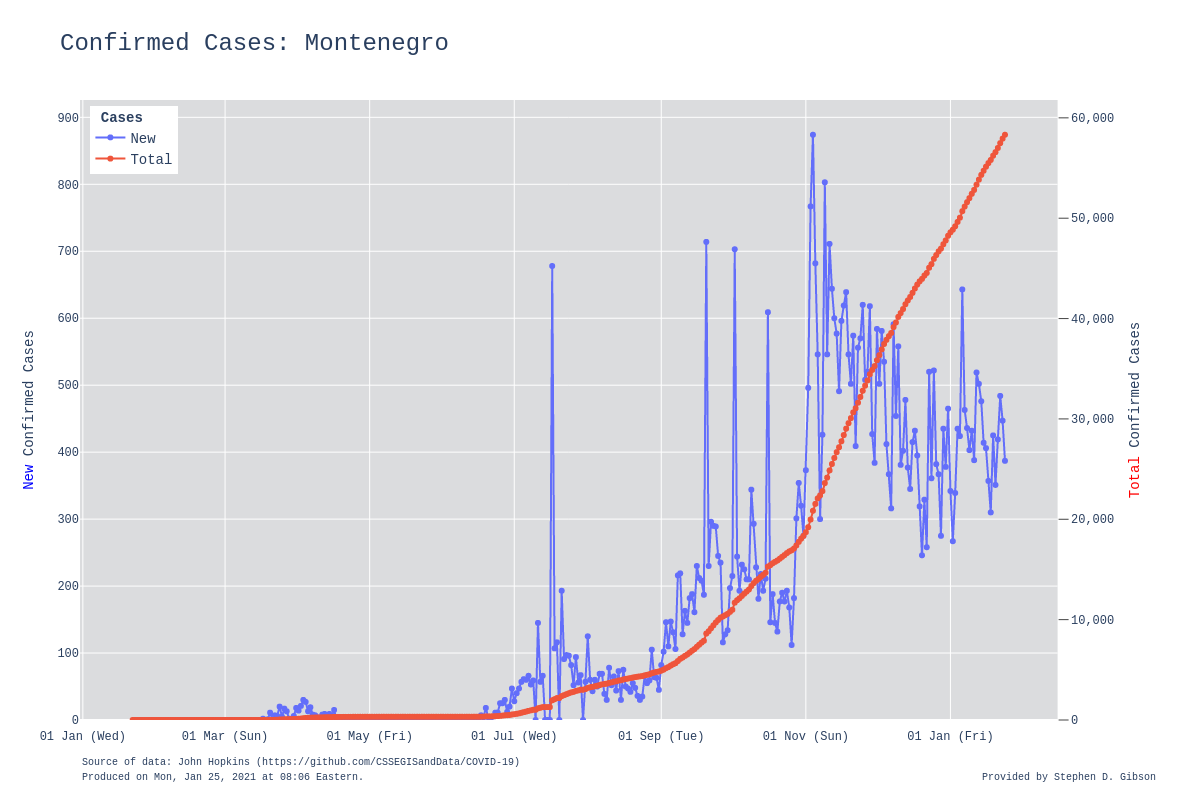 Confirmed Cases: Montenegro
Cases
New
Total
900
800
700
600
500
400
300
200
100
0
New Confirmed Cases
60,000
50,000
40,000
30,000
20,000
10,000
0
Total Confirmed Cases
01 Jan (Wed) 01 Mar (Sun) 01 May (Fri) 01 Jul (Wed) 01 Sep (Tue) 01 Nov (Sun) 01 Jan (Fri)
Source of data: John Hopkins (https://github.com/CSSEGISandData/COVID-19)
Produced on Mon, Jan 25, 2021 at 08:06 Eastern.
Provided by Stephen D. Gibson